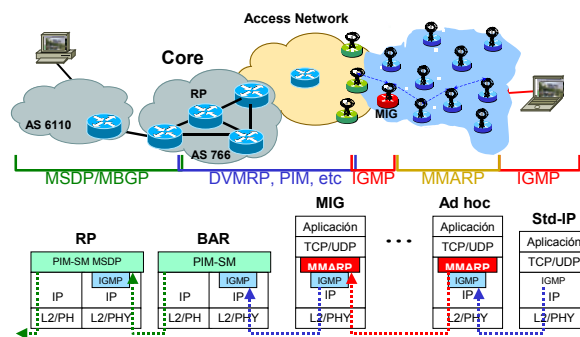 Access Network
Core
RP
MIG
AS 6110
AS 766
MSDP/MBGP DVMRP, PIM, etc IGMP MMARP IGMP
RP BAR MIG Ad hoc Std-IP
Aplicación Aplicación
TCP/UDP ... TCP/UDP Aplicación
PIM-SM MSDP PIM-SM MMARP MMARP TCP/UDP
IGMP IGMP IGMP IGMP IGMP
IP IP IP IP IP IP IP
L2/PH L2/PHY L2/PH L2/PHY L2/PHY L2/PHY L2/PHY